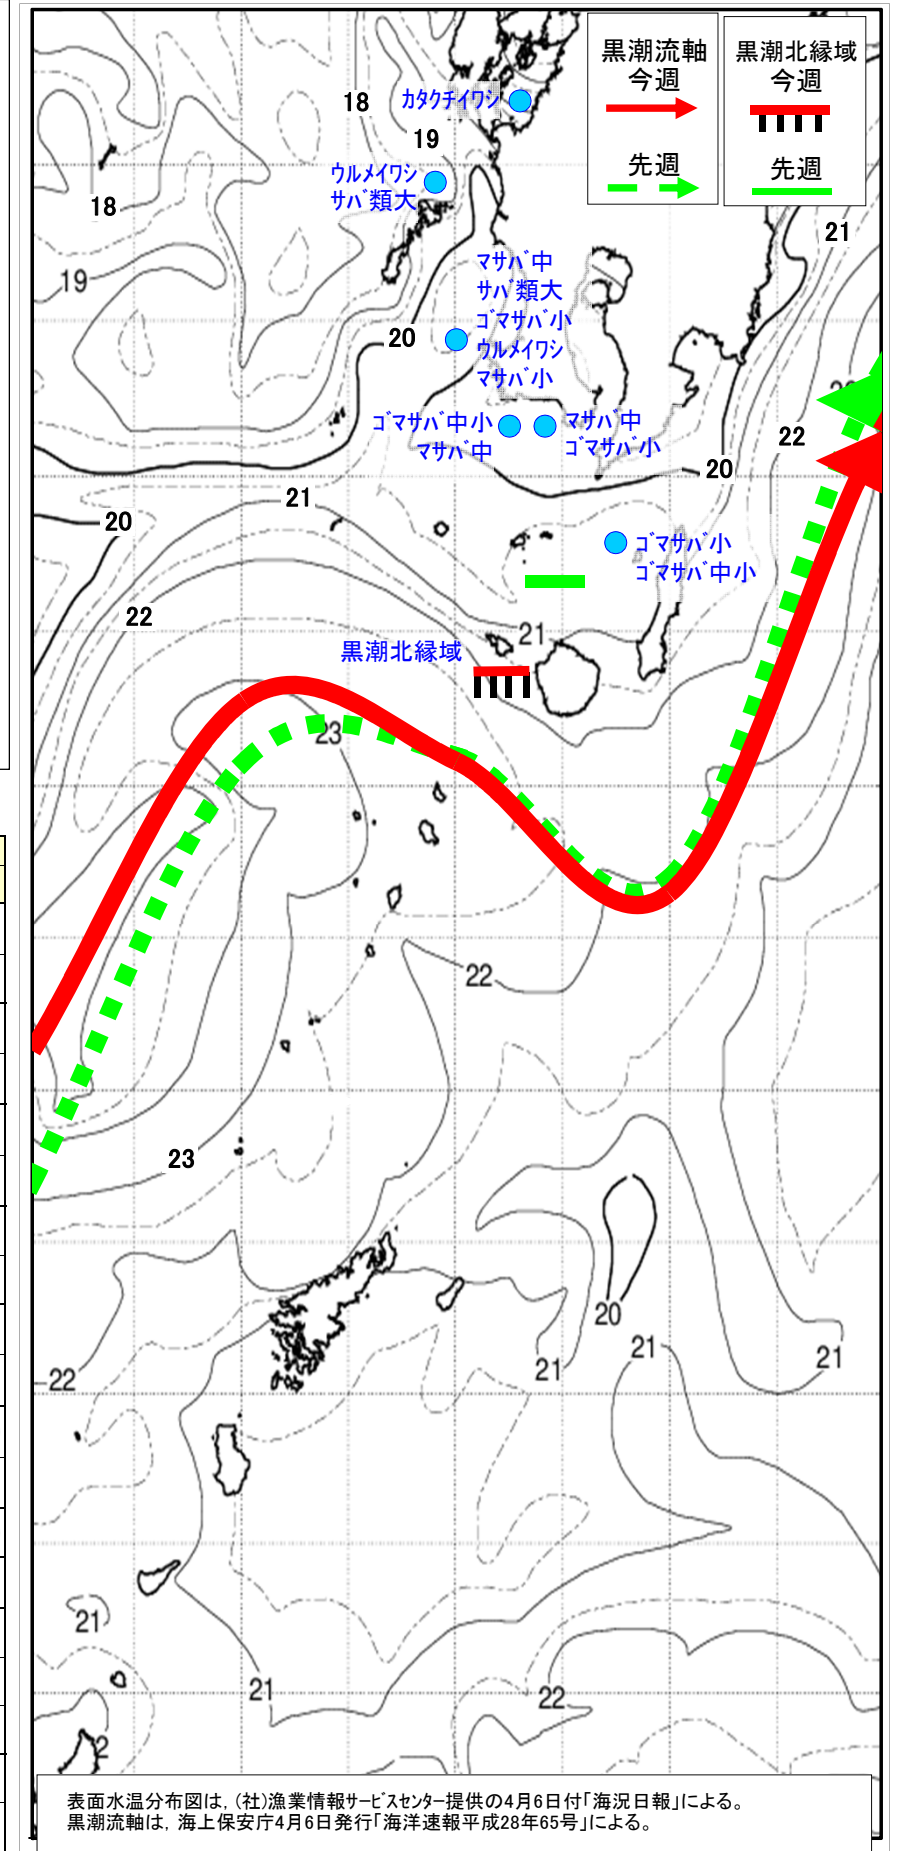 黒潮流軸
今週
先週
黒潮北縁域
今週
先週
18
カタクチイワシ
19
ウルメイワシ
サバ類大
18
21
19
マサバ中
サバ類大
ゴマサバ小
ウルメイワシ
マサバ小
20
ゴマサバ中小
マサバ中
マサバ中
ゴマサバ小
22
20
21
20
ゴマサバ小
ゴマサバ中小
22
21
黒潮北縁域
23
22
23
20
21
21
21
22
21
21
22
2
表面水温分布図は,(社)漁業情報サービスセンター提供の4月6日付「海況日報」による。
黒潮流軸は,海上保安庁4月6日発行「海洋速報平成28年65号」による。